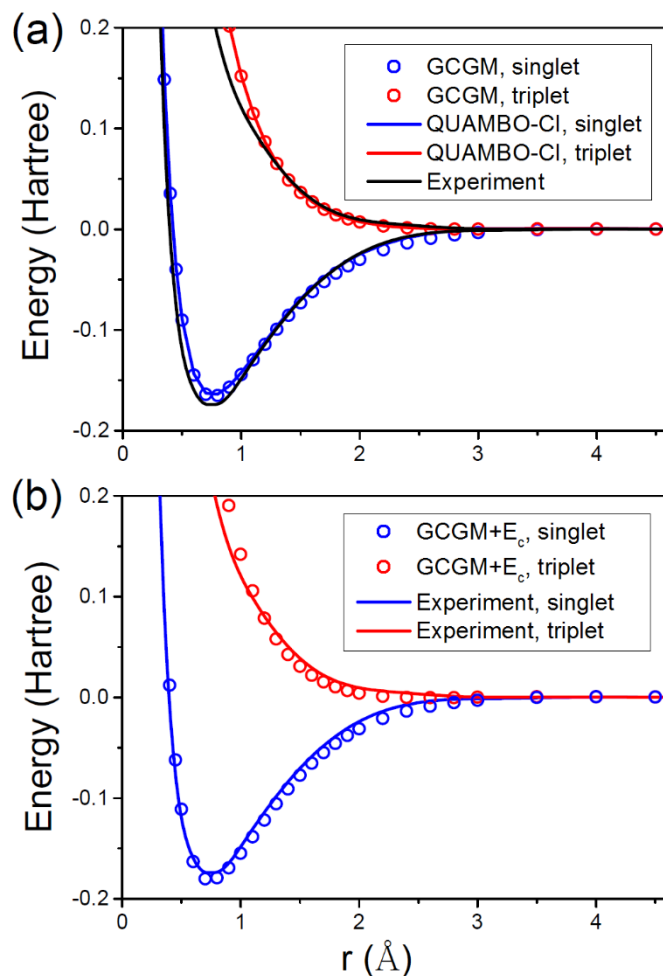 (a)
0.2
0.1
0.0
-0.1
-0.2
Energy (Hartree)
GCGM, singlet
GCGM, triplet
QUAMBO-CI, singlet
QUAMBO-CI, triplet
Experiment
0 1 2 3 4
(b)
0.2
0.1
0.0
-0.1
-0.2
Energy (Hartree)
GCGM+Ec, singlet
GCGM+Ec, triplet
Experiment, singlet
Experiment, triplet
0 1 2 3 4
r (Å)